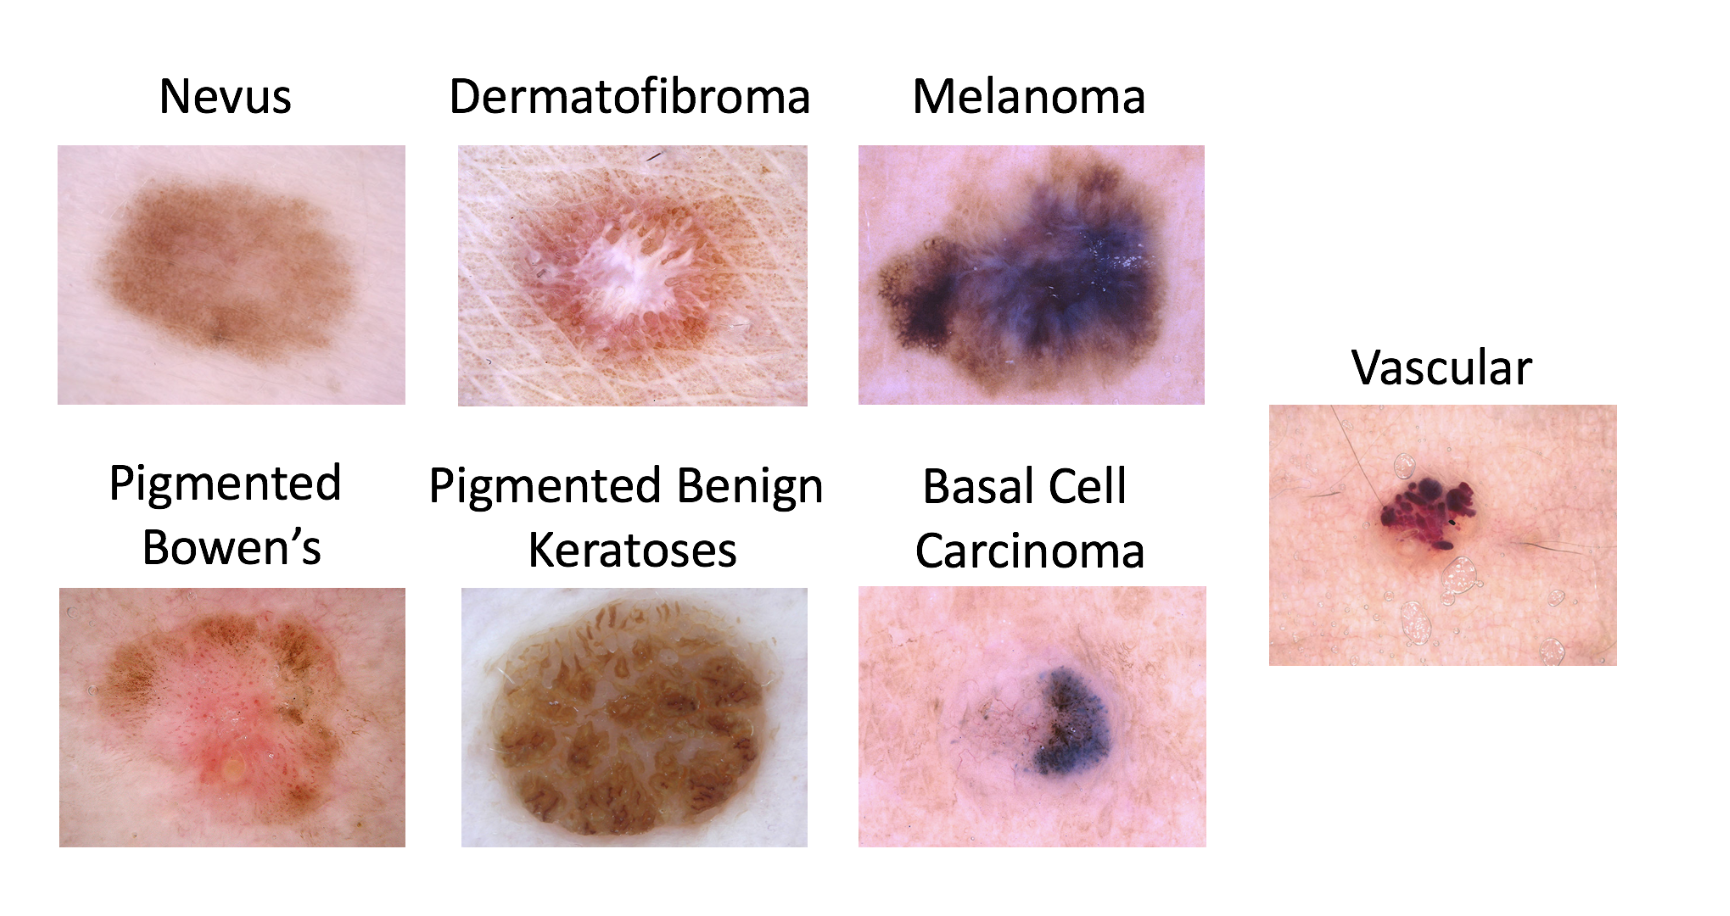 Nevus
Dermatofibroma
Melanoma
Vascular
Pigmented
Bowen’s
Pigmented Benign
Keratoses
Basal Cell
Carcinoma